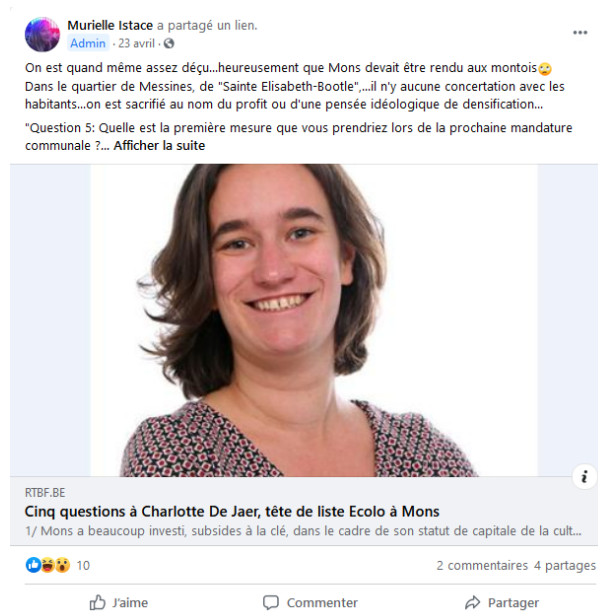 Murielle Istace a partagé un lien.
Admin · 23 avril ·
On est quand même assez déçu...heureusement que Mons devait être rendu aux montois🙄
Dans le quartier de Messines, de "Sainte Elisabeth-Bootle",...il n'y aucune concertation avec les
habitants...on est sacrifié au nom du profit ou d'une pensée idéologique de densification...
"Question 5: Quelle est la première mesure que vous prendriez lors de la prochaine mandature
communale ?... Afficher la suite
RTBF.BE
Cinq questions à Charlotte De Jaer, tête de liste Ecolo à Mons
1/ Mons a beaucoup investi, subsides à la clé, dans le cadre de son statut de capitale de la cult...
10
2 commentaires 4 partages
J'aime
Commenter
Partager